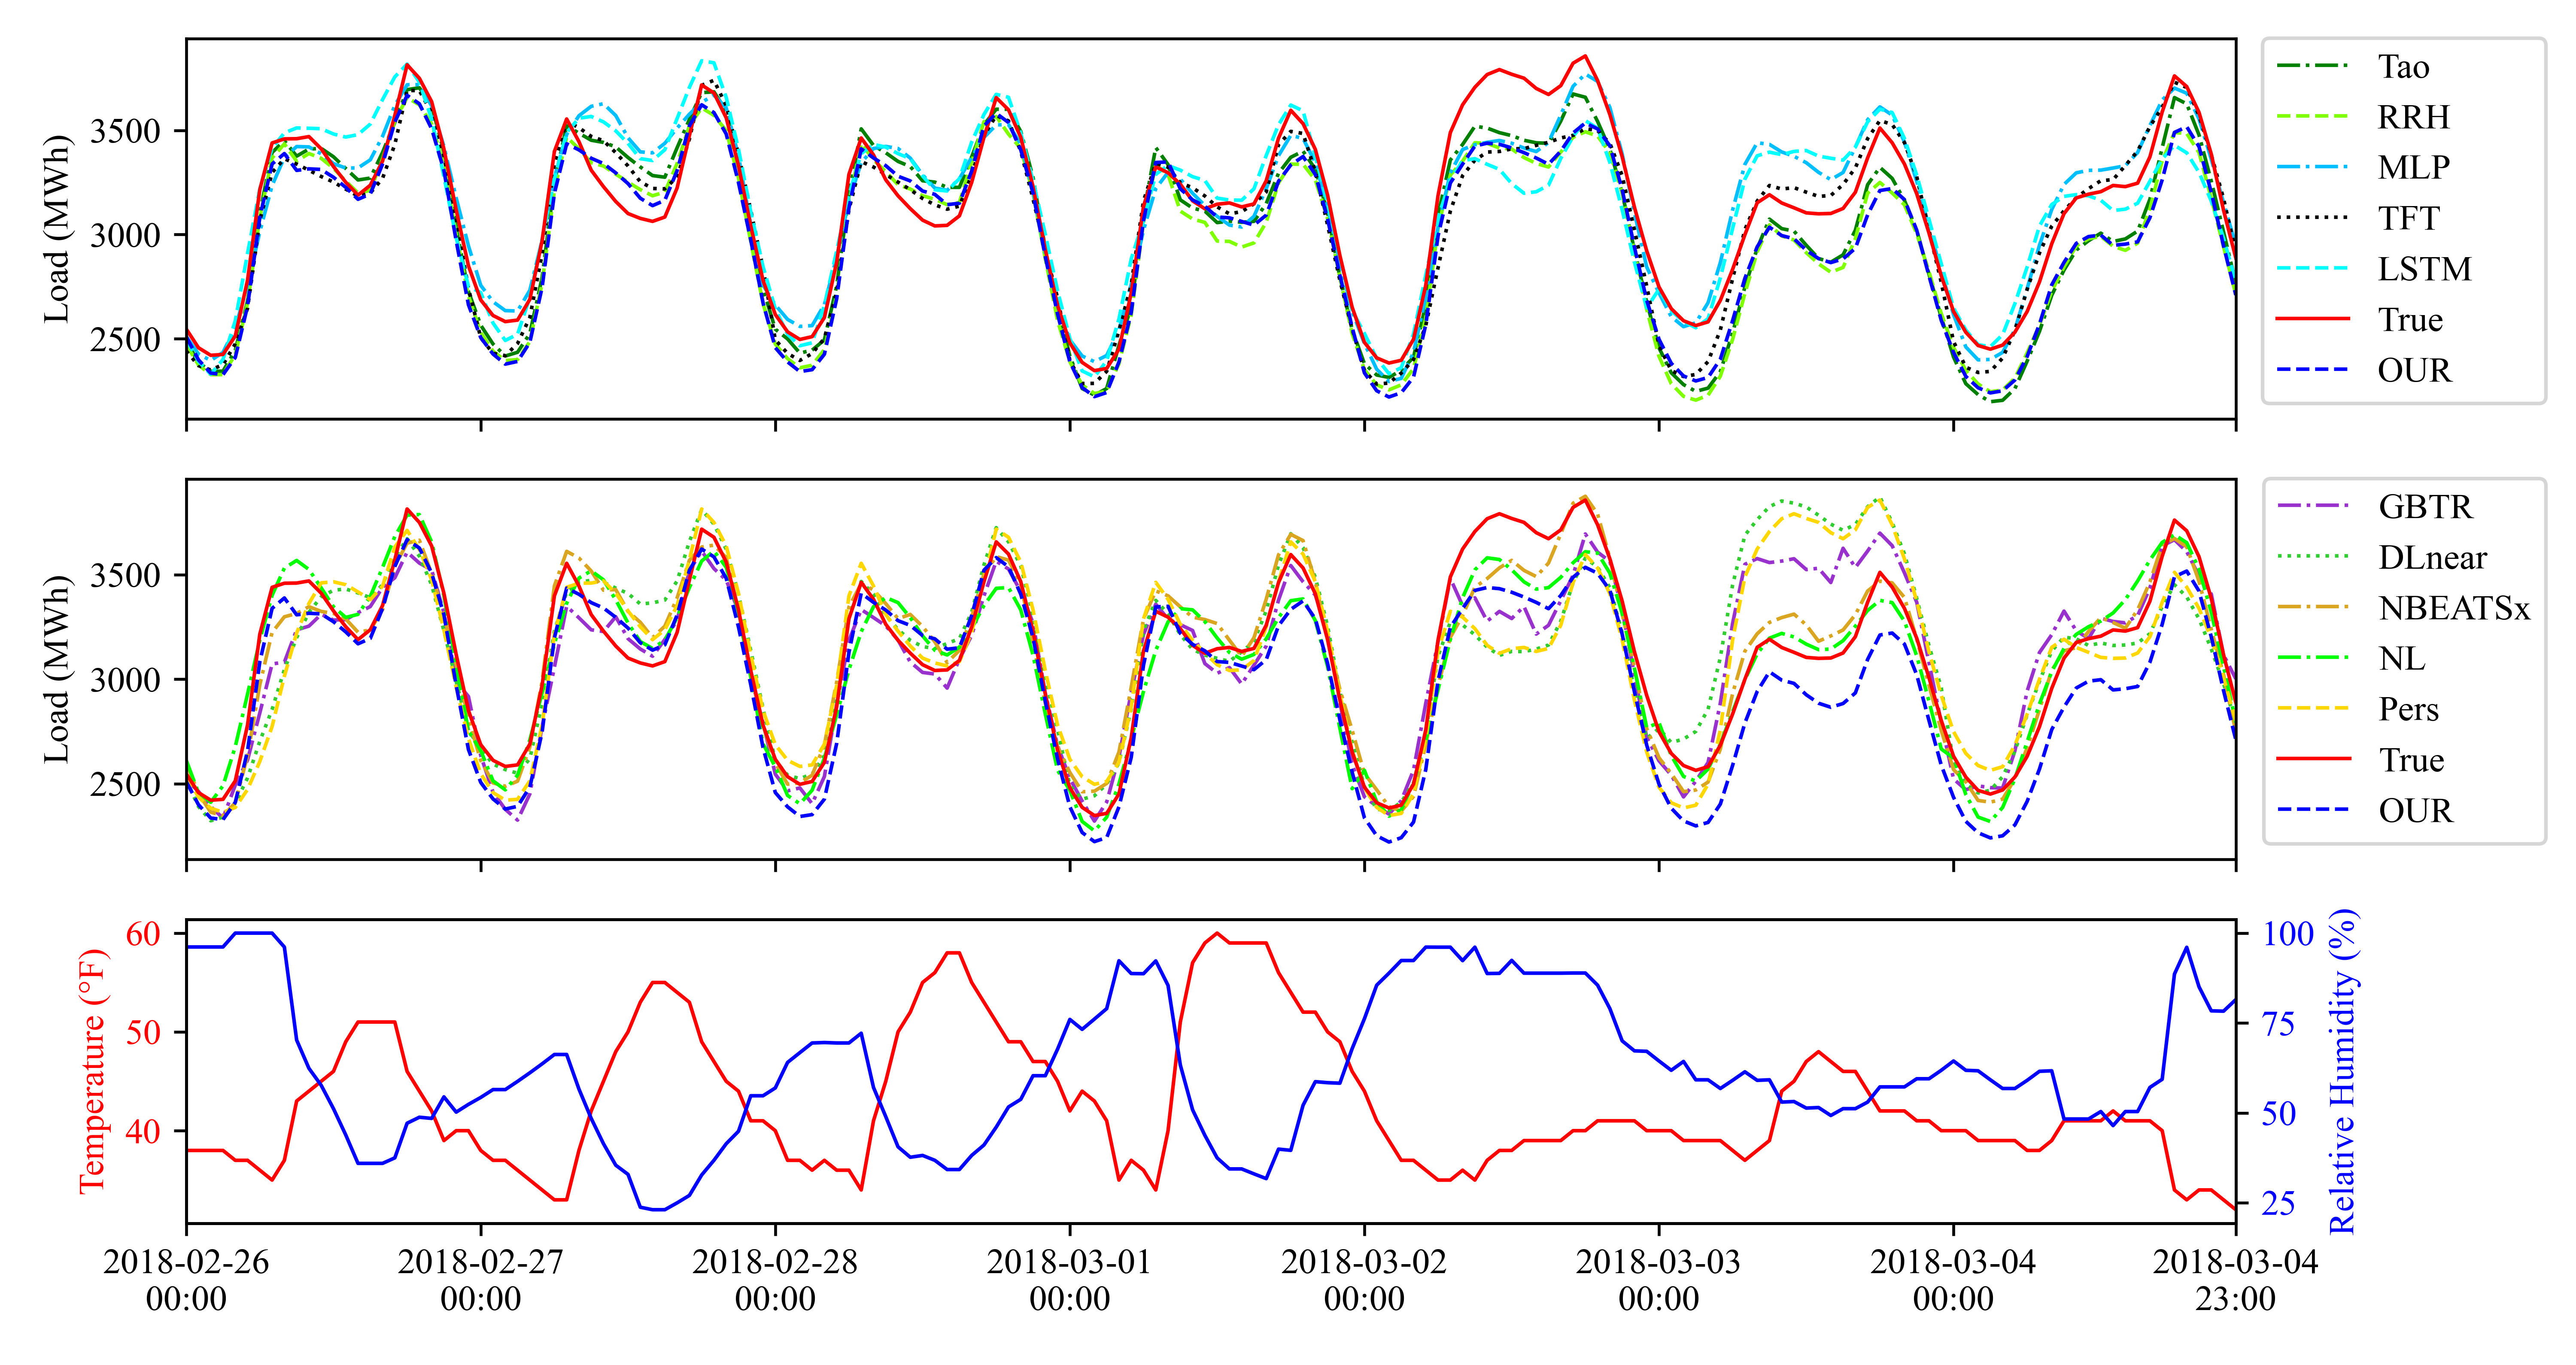 Load (MWh)
3500
3000
2500
Tao
RRH
MLP
TFT
LSTM
True
OUR
Load (MWh)
3500
3000
2500
GBTR
DLnear
NBEATSx
NL
Pers
True
OUR
Temperature (°F)
60
50
40
100
75
50
25
Relative Humidity (%)
2018-02-26 2018-02-27 2018-02-28 2018-03-01 2018-03-02 2018-03-03 2018-03-04 2018-03-04
00:00 00:00 00:00 00:00 00:00 00:00 00:00 23:00